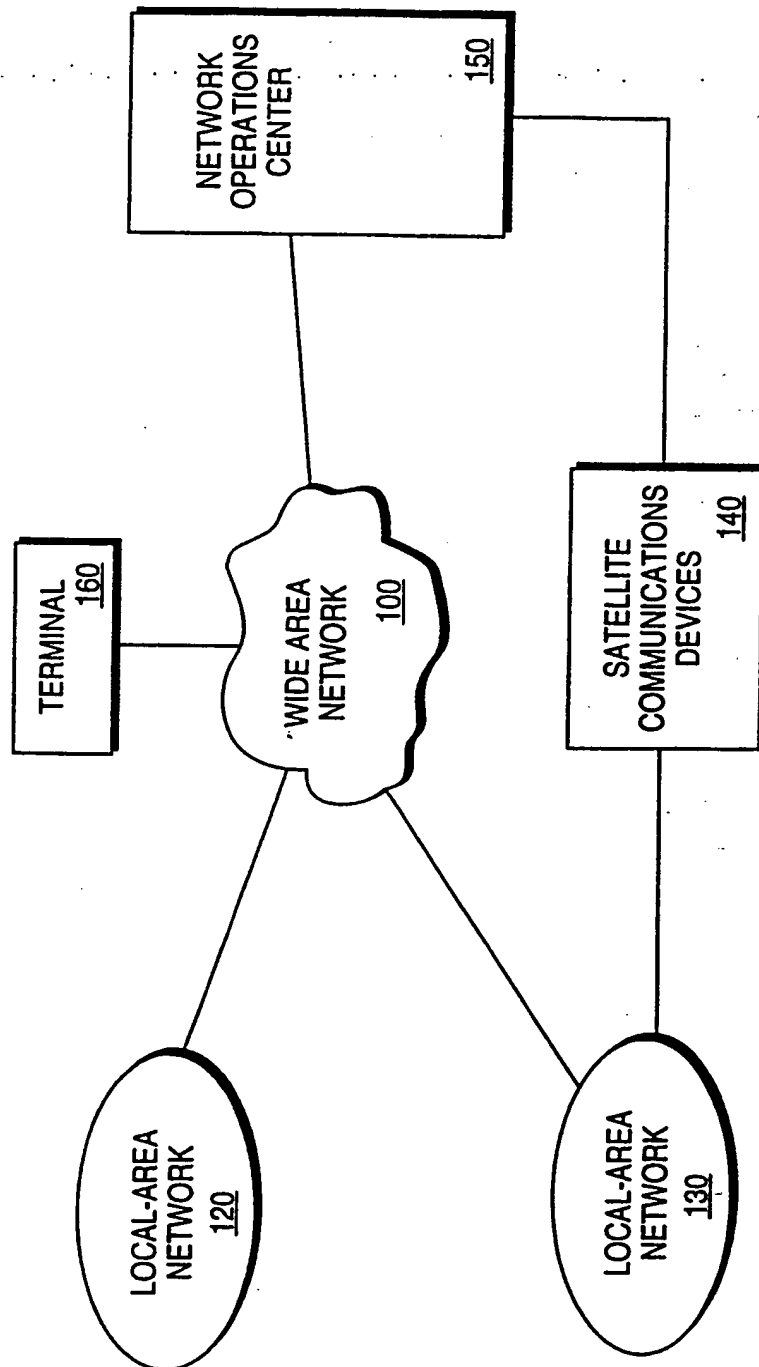 TERMINAL
160
NETWORK
OPERATIONS
CENTER
150
LOCAL-AREA
NETWORK
120
WIDE AREA
NETWORK
100
LOCAL-AREA
NETWORK
130
SATELLITE
COMMUNICATIONS
DEVICES
140